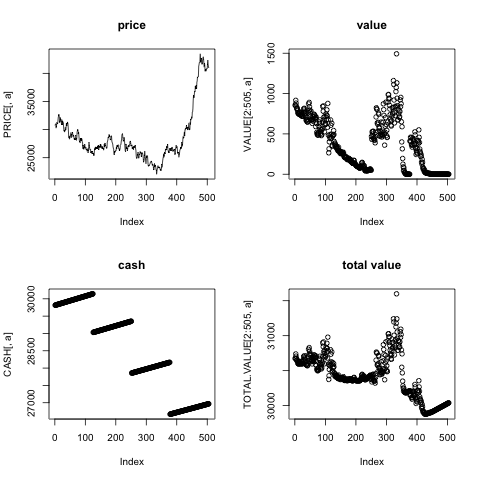 price
PRICE[, a]
25000
35000
0 100 200 300 400 500
Index
value
VALUE[2:505, a]
0
500
1000
1500
0 100 200 300 400 500
Index
cash
CASH[, a]
27000
28500
30000
0 100 200 300 400 500
Index
total value
TOTAL.VALUE[2:505, a]
30000
31000
0 100 200 300 400 500
Index